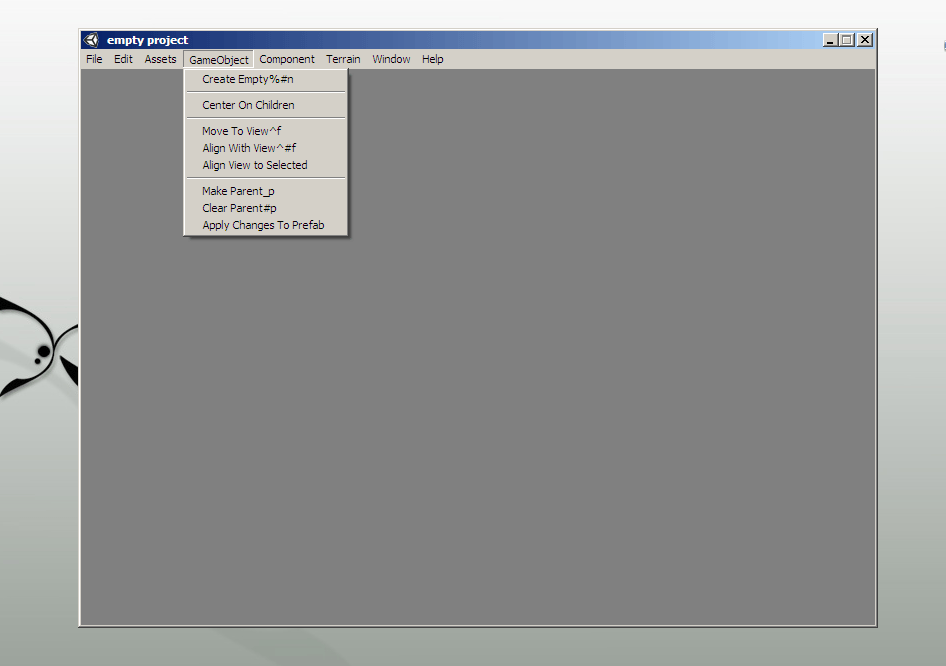 empty project
File Edit Assets GameObject Component Terrain Window Help
Create Empty%#n
Center On Children
Move To View^f
Align With View^#f
Align View to Selected
Make Parent_p
Clear Parent#p
Apply Changes To Prefab